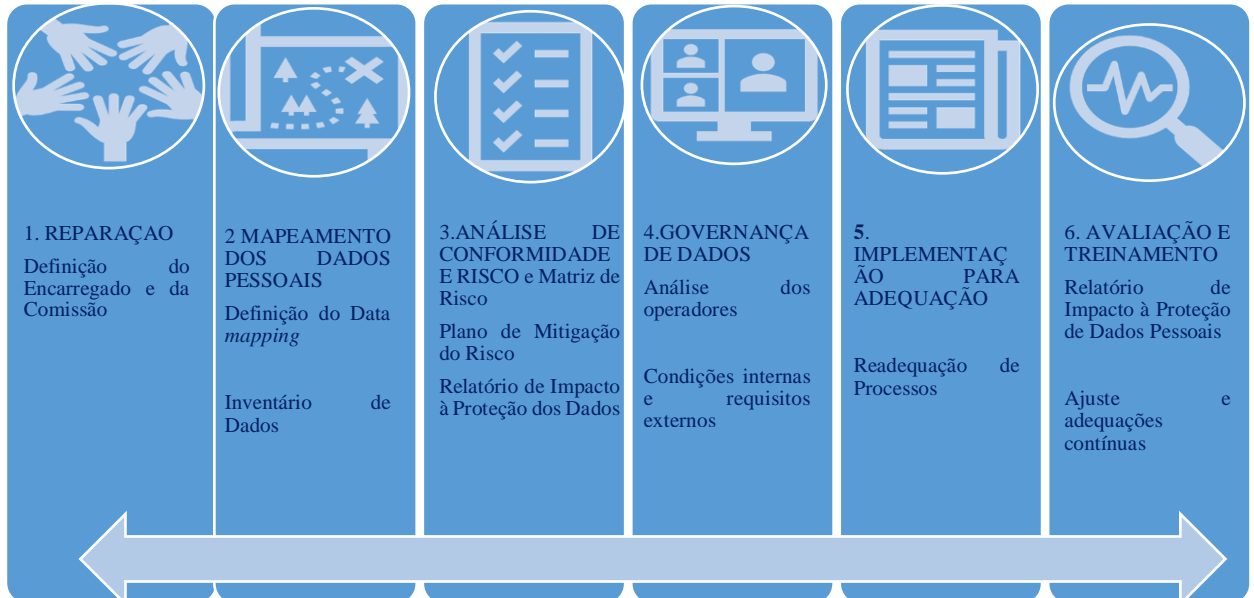 1. REPARAÇAO
Definição do
Encarregado e da
Comissão
2 MAPEAMENTO
DOS DADOS
PESSOAIS
Definição do Data
mapping
Inventário de
Dados
3.ANÁLISE DE
CONFORMIDADE
E RISCO e Matriz de
Risco
Plano de Mitigação
do Risco
Relatório de Impacto
à Proteção dos Dados
4.GOVERNANÇA
DE DADOS
Análise dos
operadores
Condições internas
e requisitos
externos
5.
IMPLEMENTAÇ
ÃO PARA
ADEQUAÇÃO
Readequação de
Processos
6. AVALIAÇÃO E
TREINAMENTO
Relatório de
Impacto à Proteção
de Dados Pessoais
Ajuste e
adequações
contínuas